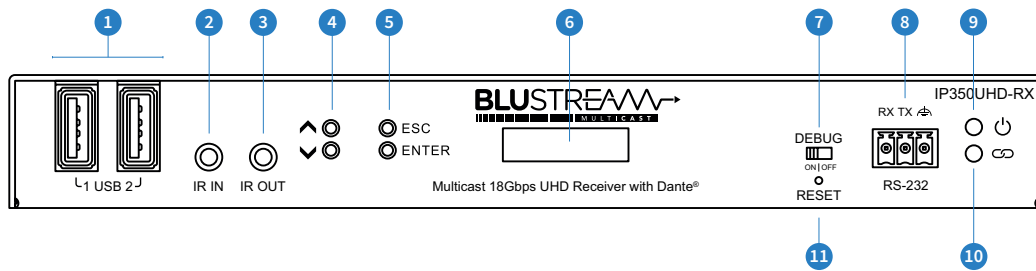 1 2 3 4 5 6 7 8 9
BLUSTREAM
MULTICAST
IP350UHD-RX
RX TX
ESC
DEBUG
ENTER
ON | OFF
1 USB 2
IR IN IR OUT
Multicast 18Gbps UHD Receiver with Dante®
RESET
RS-232
11 10